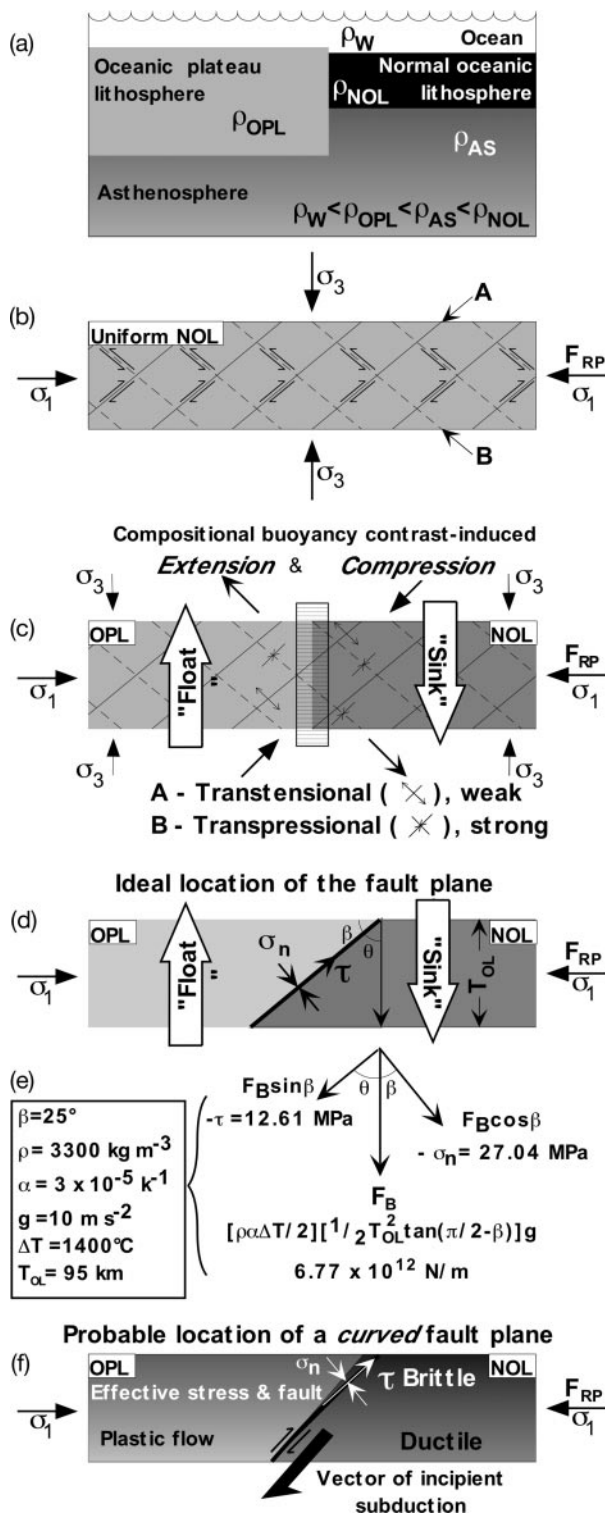 (a)
ρW Ocean
Oceanic plateau lithosphere
Normal oceanic lithosphere
ρNOL
ρOPL
ρAS
Asthenosphere
ρW<ρOPL<ρAS<ρNOL
σ3
A
(b)
Uniform NOL
FRP
σ1
σ1
B
σ3
Compositional buoyancy contrast-induced
Extension & Compression
σ3
σ3
(c)
OPL
NOL
"Float"
"Sink"
FRP
σ1
σ1
σ3
σ3
A - Transtensional ( ), weak
B - Transpressional ( ), strong
Ideal location of the fault plane
(d)
OPL
NOL
"Float"
"Sink"
σn
β
θ
τ
TOL
FRP
σ1
σ1
(e)
FB sinβ
θ
β
-τ = 12.61 MPa
FB cosβ
- σn = 27.04 MPa
β=25°
ρ = 3300 kg m-3
α = 3 x 10-5 k-1
g =10 m s-2
ΔT =1400°C
TOL= 95 km
FB
[ραΔT/2][1/2T2OLtan(π/2-β)]g
6.77 x 1012 N/m
Probable location of a curved fault plane
(f)
OPL
NOL
σn
τ Brittle
Effective stress & fault
FRP
σ1
σ1
Plastic flow
Ductile
Vector of incipient
subduction